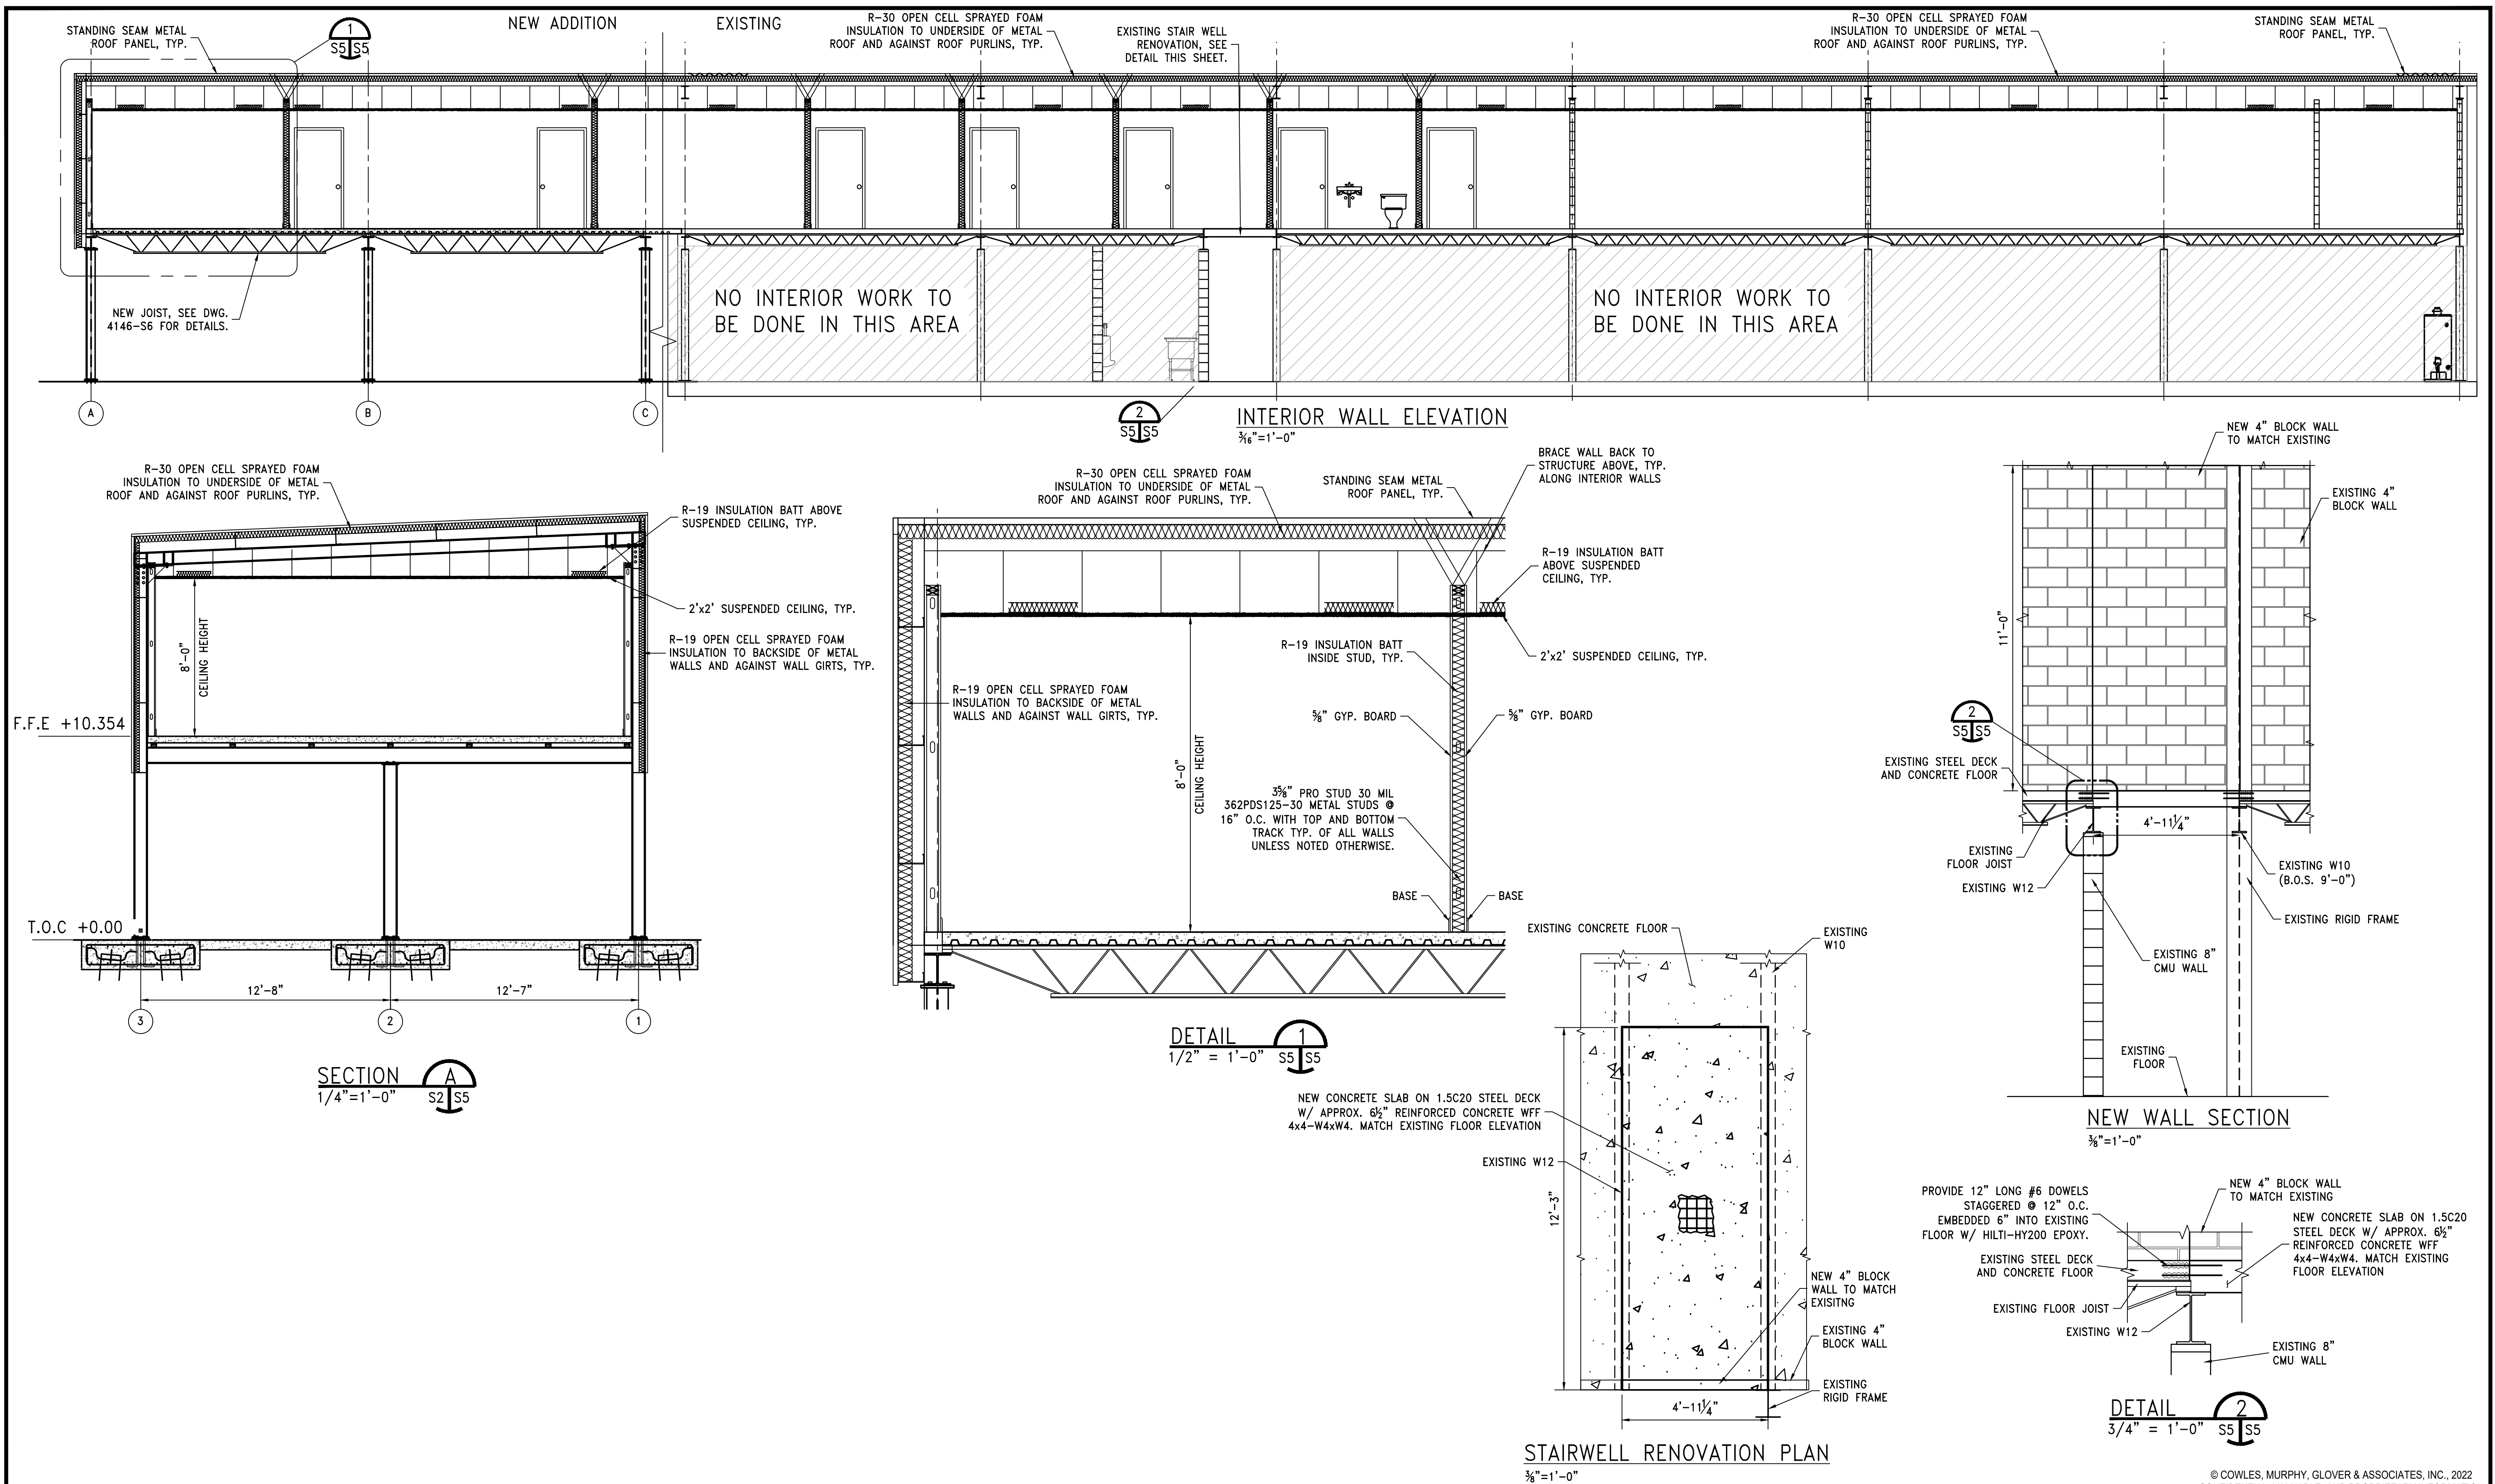 STANDING SEAM METAL
ROOF PANEL, TYP.
1
S5 S5
NEW ADDITION
EXISTING
R-30 OPEN CELL SPRAYED FOAM
INSULATION TO UNDERSIDE OF METAL
ROOF AND AGAINST ROOF PURLINS, TYP.
EXISTING STAIR WELL
RENOVATION, SEE
DETAIL THIS SHEET.
R-30 OPEN CELL SPRAYED FOAM
INSULATION TO UNDERSIDE OF METAL
ROOF AND AGAINST ROOF PURLINS, TYP.
STANDING SEAM METAL
ROOF PANEL, TYP.
NEW JOIST, SEE DWG.
4146-S6 FOR DETAILS.
NO INTERIOR WORK TO
BE DONE IN THIS AREA
NO INTERIOR WORK TO
BE DONE IN THIS AREA
A
B
C
2
S5 S5
INTERIOR WALL ELEVATION
3/16"=1'-0"
R-30 OPEN CELL SPRAYED FOAM
INSULATION TO UNDERSIDE OF METAL
ROOF AND AGAINST ROOF PURLINS, TYP.
R-19 INSULATION BATT ABOVE
SUSPENDED CEILING, TYP.
2'x2' SUSPENDED CEILING, TYP.
8'-0"
CEILING HEIGHT
R-19 OPEN CELL SPRAYED FOAM
INSULATION TO BACKSIDE OF METAL
WALLS AND AGAINST WALL GIRTS, TYP.
F.F.E +10.354
T.O.C +0.00
12'-8"
12'-7"
3
2
1
SECTION
A
1/4"=1'-0"
S2 S5
R-30 OPEN CELL SPRAYED FOAM
INSULATION TO UNDERSIDE OF METAL
ROOF AND AGAINST ROOF PURLINS, TYP.
STANDING SEAM METAL
ROOF PANEL, TYP.
BRACE WALL BACK TO
STRUCTURE ABOVE, TYP.
ALONG INTERIOR WALLS
R-19 INSULATION BATT
ABOVE SUSPENDED
CEILING, TYP.
R-19 INSULATION BATT
INSIDE STUD, TYP.
2'x2' SUSPENDED CEILING, TYP.
R-19 OPEN CELL SPRAYED FOAM
INSULATION TO BACKSIDE OF METAL
WALLS AND AGAINST WALL GIRTS, TYP.
5/8" GYP. BOARD
5/8" GYP. BOARD
8'-0"
CEILING HEIGHT
3 5/8" PRO STUD 30 MIL
362PDS125-30 METAL STUDS @
16" O.C. WITH TOP AND BOTTOM
TRACK TYP. OF ALL WALLS
UNLESS NOTED OTHERWISE.
BASE
BASE
DETAIL
1
1/2" = 1'-0"
S5 S5
EXISTING CONCRETE FLOOR
EXISTING
W10
NEW CONCRETE SLAB ON 1.5C20 STEEL DECK
W/ APPROX. 6½" REINFORCED CONCRETE WFF
4x4-W4xW4. MATCH EXISTING FLOOR ELEVATION
EXISTING W12
12'-3"
NEW 4" BLOCK
WALL TO MATCH
EXISITNG
EXISTING 4"
BLOCK WALL
EXISTING
RIGID FRAME
4'-11¼"
STAIRWELL RENOVATION PLAN
3/8"=1'-0"
NEW 4" BLOCK WALL
TO MATCH EXISTING
EXISTING 4"
BLOCK WALL
11'-0"
2
S5 S5
EXISTING STEEL DECK
AND CONCRETE FLOOR
4'-11¼"
EXISTING
FLOOR JOIST
EXISTING W12
EXISTING W10
(B.O.S. 9'-0")
EXISTING RIGID FRAME
EXISTING 8"
CMU WALL
EXISTING
FLOOR
NEW WALL SECTION
3/8"=1'-0"
PROVIDE 12" LONG #6 DOWELS
STAGGERED @ 12" O.C.
EMBEDDED 6" INTO EXISTING
FLOOR W/ HILTI-HY200 EPOXY.
NEW 4" BLOCK WALL
TO MATCH EXISTING
NEW CONCRETE SLAB ON 1.5C20
STEEL DECK W/ APPROX. 6½"
REINFORCED CONCRETE WFF
4x4-W4xW4. MATCH EXISTING
FLOOR ELEVATION
EXISTING STEEL DECK
AND CONCRETE FLOOR
EXISTING FLOOR JOIST
EXISTING W12
EXISTING 8"
CMU WALL
DETAIL
2
3/4" = 1'-0"
S5 S5
© COWLES, MURPHY, GLOVER & ASSOCIATES, INC., 2022